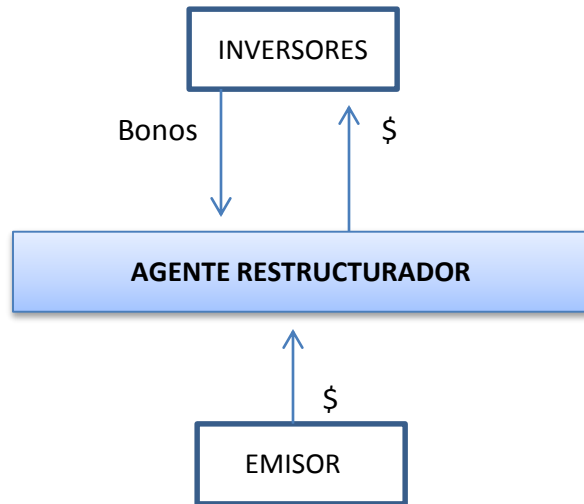 INVERSORES
Bonos
$
AGENTE RESTRUCTURADOR
$
EMISOR